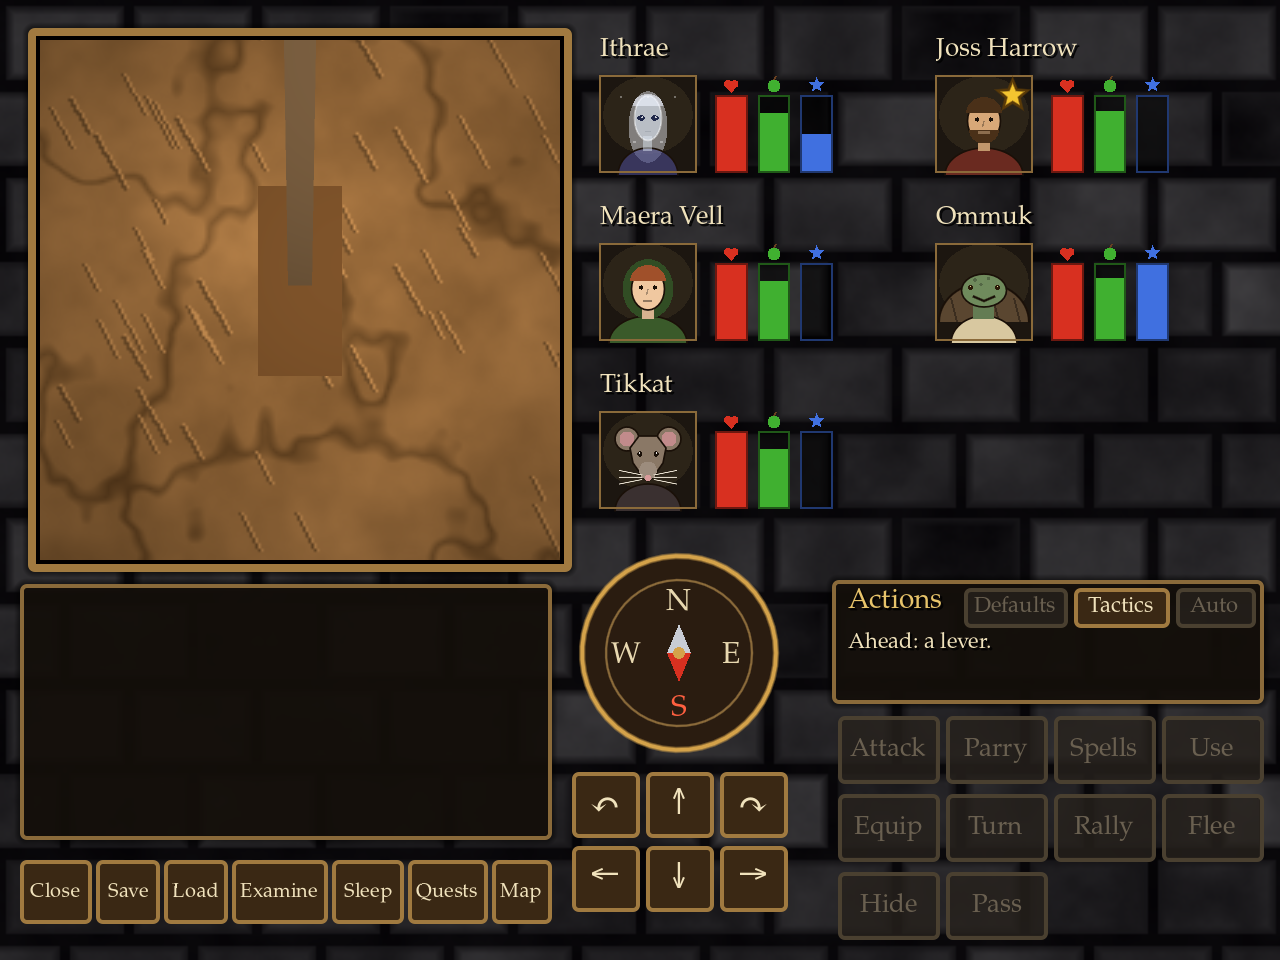 Ithrae
Joss Harrow
Maera Vell
Ommuk
Tikkat
N
W E
S
Actions Defaults Tactics Auto
Ahead: a lever.
Attack Parry Spells Use
Equip Turn Rally Flee
Hide Pass
Close Save Load Examine Sleep Quests Map